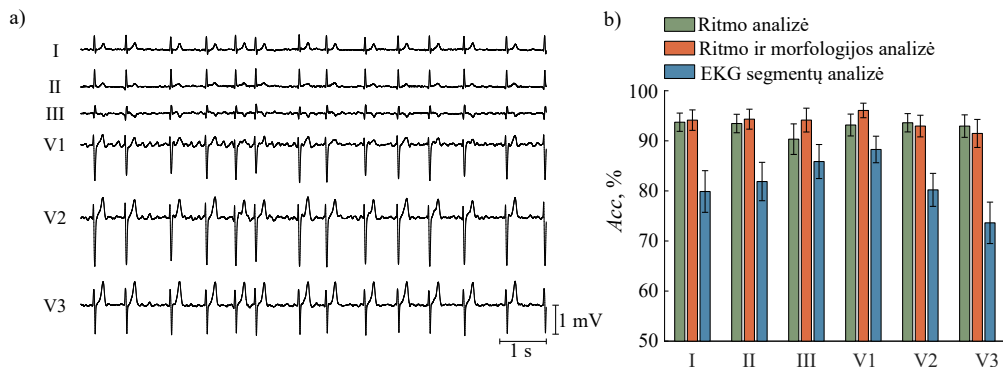 a)
I
II
III
V1
V2
V3
1 mV
1 s
b)
Ritmo analizė
Ritmo ir morfologijos analizė
EKG segmentų analizė
Acc, %
100
90
80
70
60
50
I II III V1 V2 V3